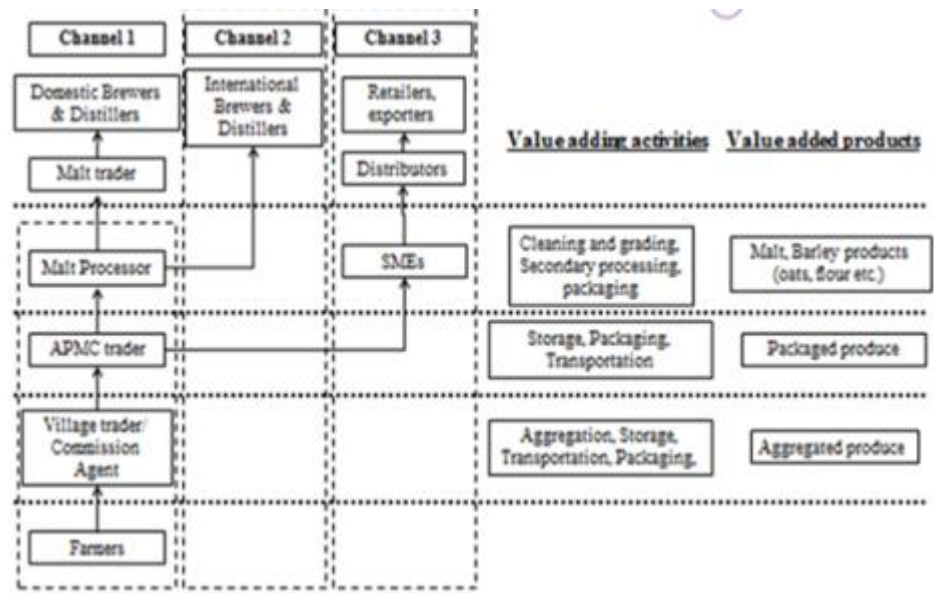 Channel 1
Channel 2
Channel 3
Domestic Brewers
& Distillers
International
Brewers &
Distillers
Retailers,
exporters
Value adding activities
Value added products
Malt trader
Distributors
Malt Processor
SMEs
Cleaning and grading,
Secondary processing,
packaging
Malt, Barley products
(oats, flour etc.)
APMC trader
Storage, Packaging,
Transportation
Packaged produce
Village trader/
Commission
Agent
Aggregation, Storage,
Transportation, Packaging,
Aggregated produce
Farmers